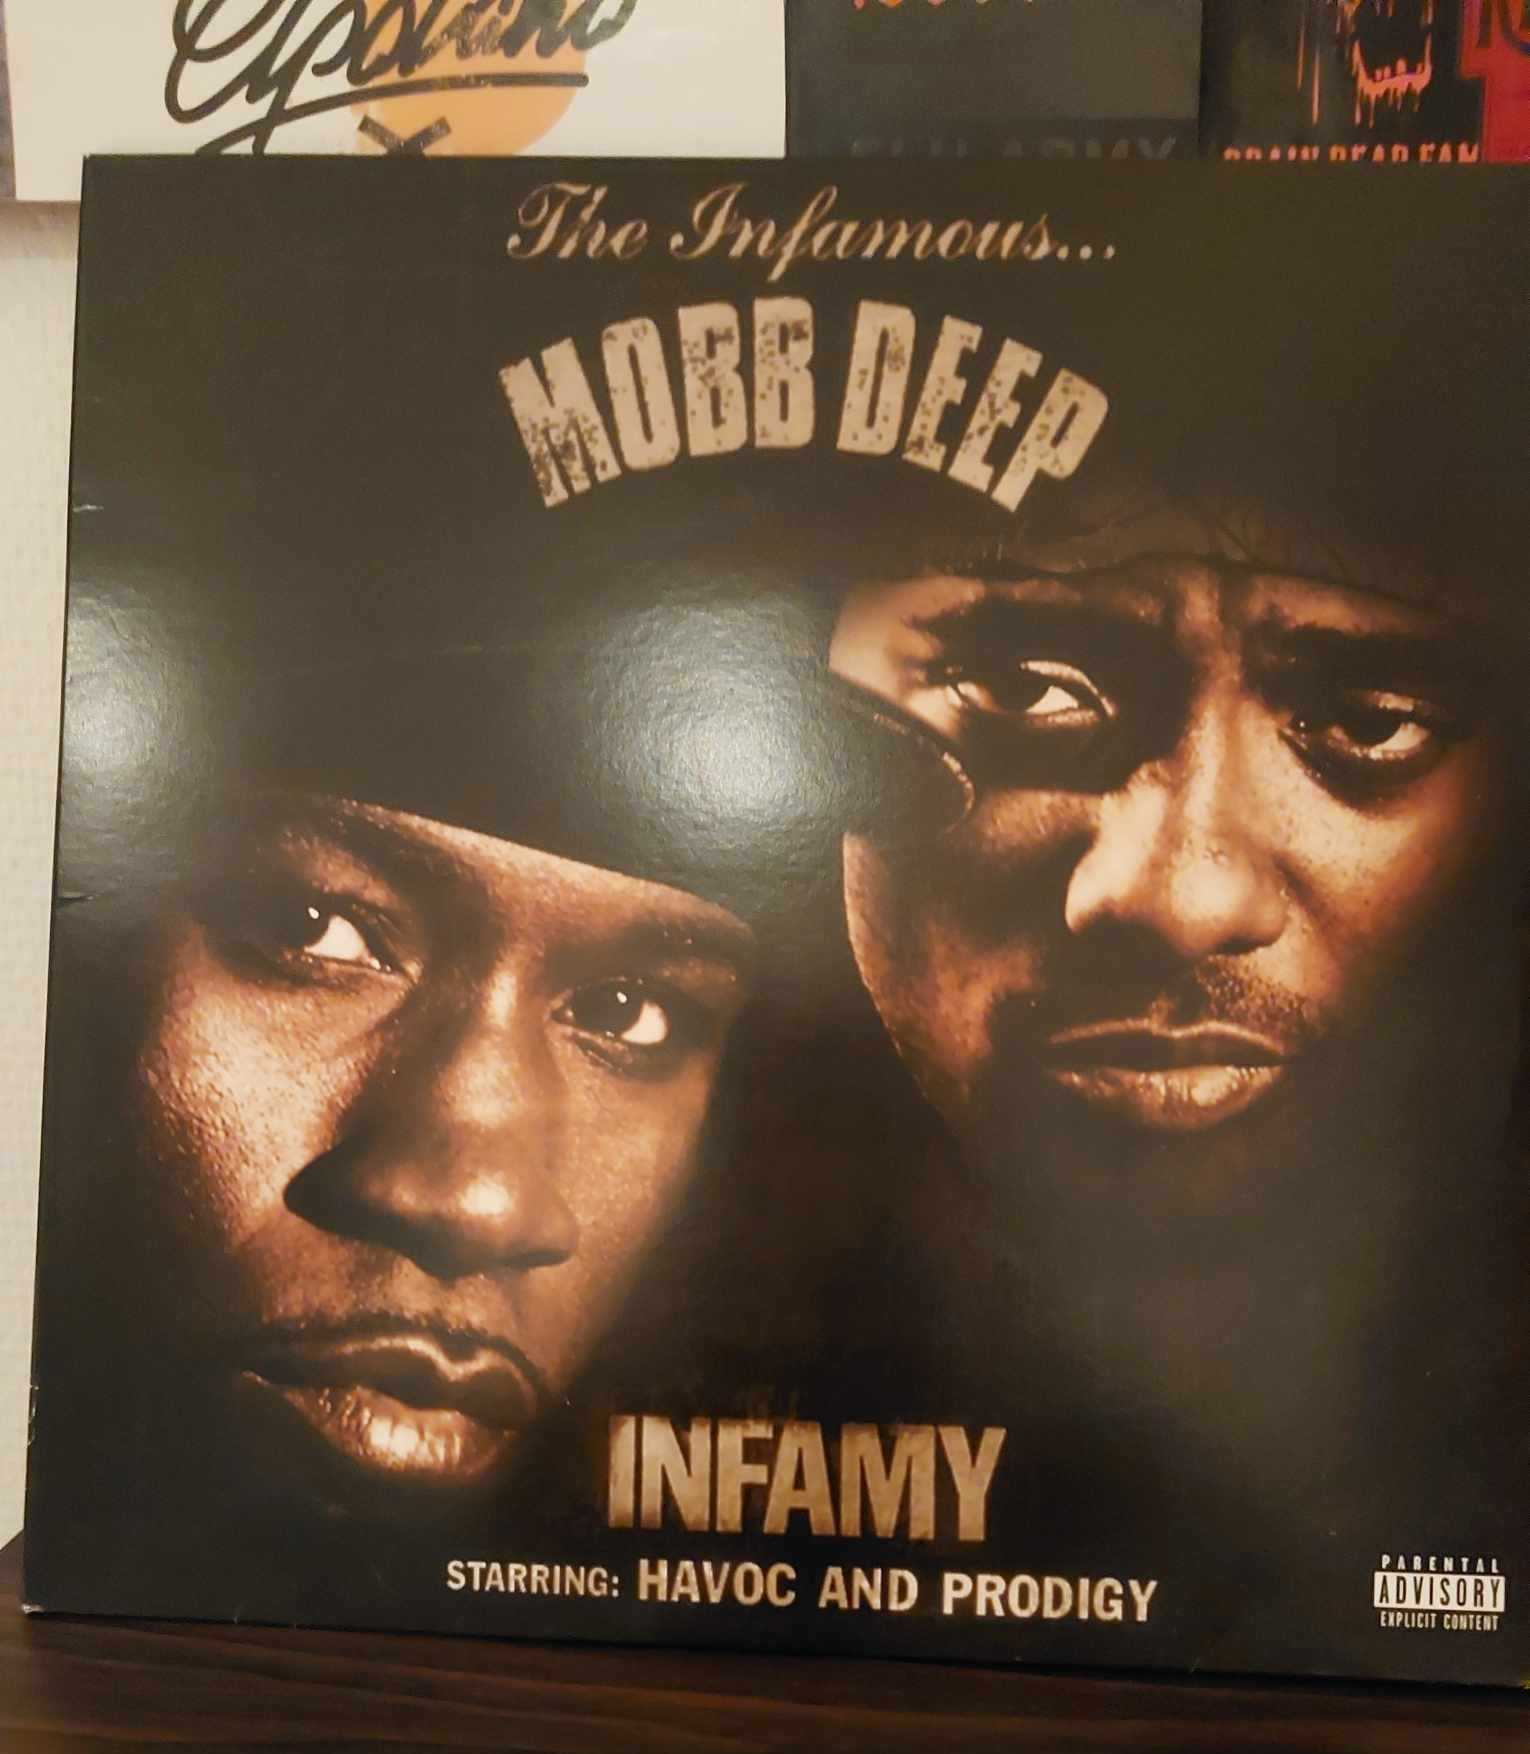 The Infamous...
MOBB DEEP
INFAMY
STARRING: HAVOC AND PRODIGY
PARENTAL
ADVISORY
EXPLICIT CONTENT